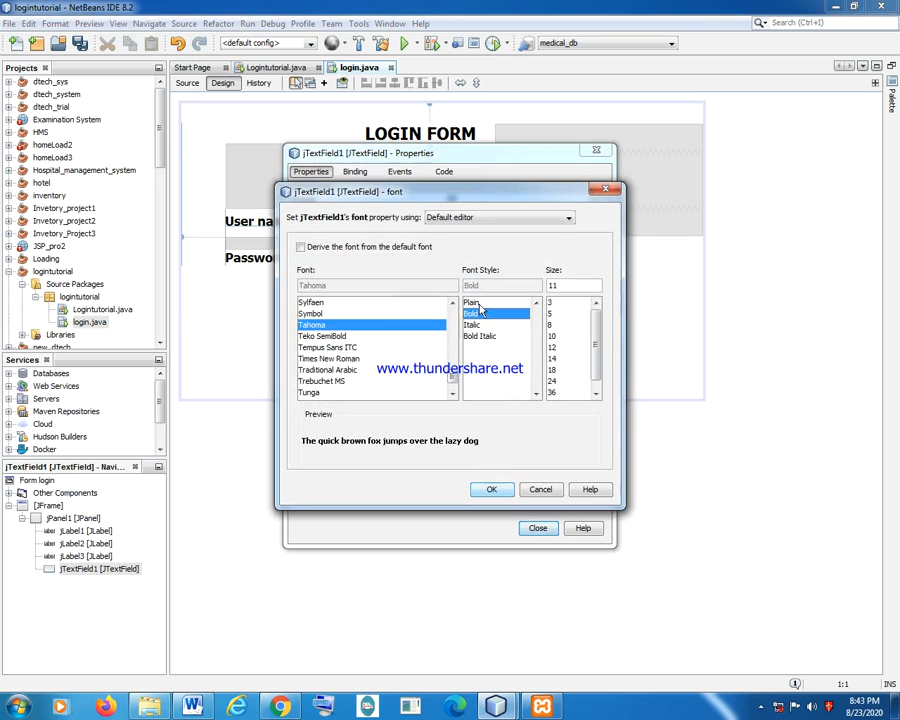 logintutorial - NetBeans IDE 8.2
File Edit Format View Navigate Source Refactor Run Debug Profile Team Tools Window Help
Search (Ctrl+I)
<default config>
medical_db
Projects
Start Page
Logintutorial.java
login.java
Source Design History
Palette
dtech_sys
dtech_system
dtech_trial
Examination System
HMS
homeLoad2
homeLoad3
Hospital_management_system
hotel
inventory
Invetory_project1
Invetory_project2
Invetory_Project3
JSP_pro2
Loading
logintutorial
Source Packages
logintutorial
Logintutorial.java
login.java
Libraries
new_dtech
Services
Databases
Web Services
Servers
Maven Repositories
Cloud
Hudson Builders
Docker
jTextField1 [JTextField] - Navi...
Form login
Other Components
[JFrame]
jPanel1 [JPanel]
jLabel1 [JLabel]
jLabel2 [JLabel]
jLabel3 [JLabel]
jTextField1 [JTextField]
LOGIN FORM
User na
Passwo
jTextField1 [JTextField] - Properties
Properties Binding Events Code
jTextField1 [JTextField] - font
Set jTextField1's font property using: Default editor
Derive the font from the default font
Font: Font Style: Size:
Tahoma Bold 11
Sylfaen Plain 3
Symbol Bold 5
Tahoma Italic 8
Teko SemiBold Bold Italic 10
Tempus Sans ITC 12
Times New Roman 14
Traditional Arabic 18
Trebuchet MS 24
Tunga 36
www.thundershare.net
Preview
The quick brown fox jumps over the lazy dog
OK Cancel Help
Close Help
1:1 INS
8:43 PM
8/23/2020